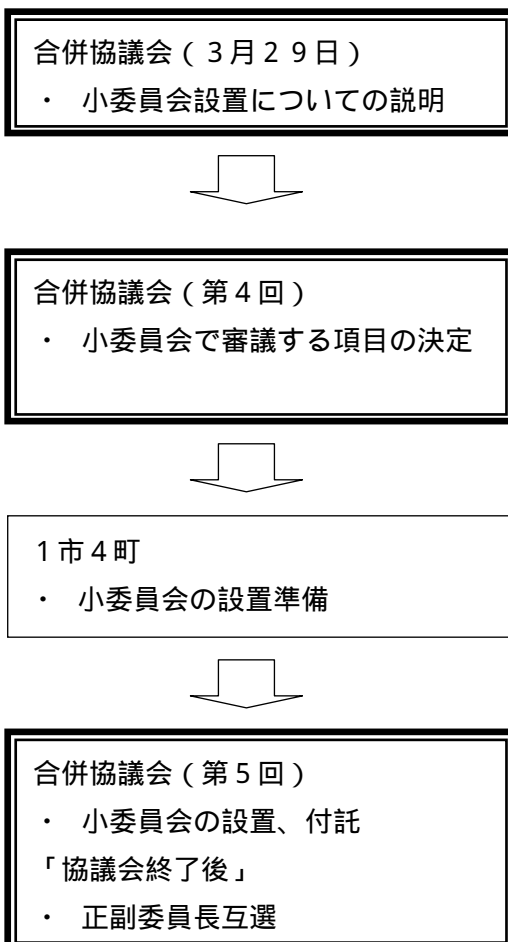 合併協議会（３月２９日）
・ 小委員会設置についての説明
合併協議会（第４回）
・ 小委員会で審議する項目の決定
１市４町
・ 小委員会の設置準備
合併協議会（第５回）
・ 小委員会の設置、付託
「協議会終了後」
・ 正副委員長互選